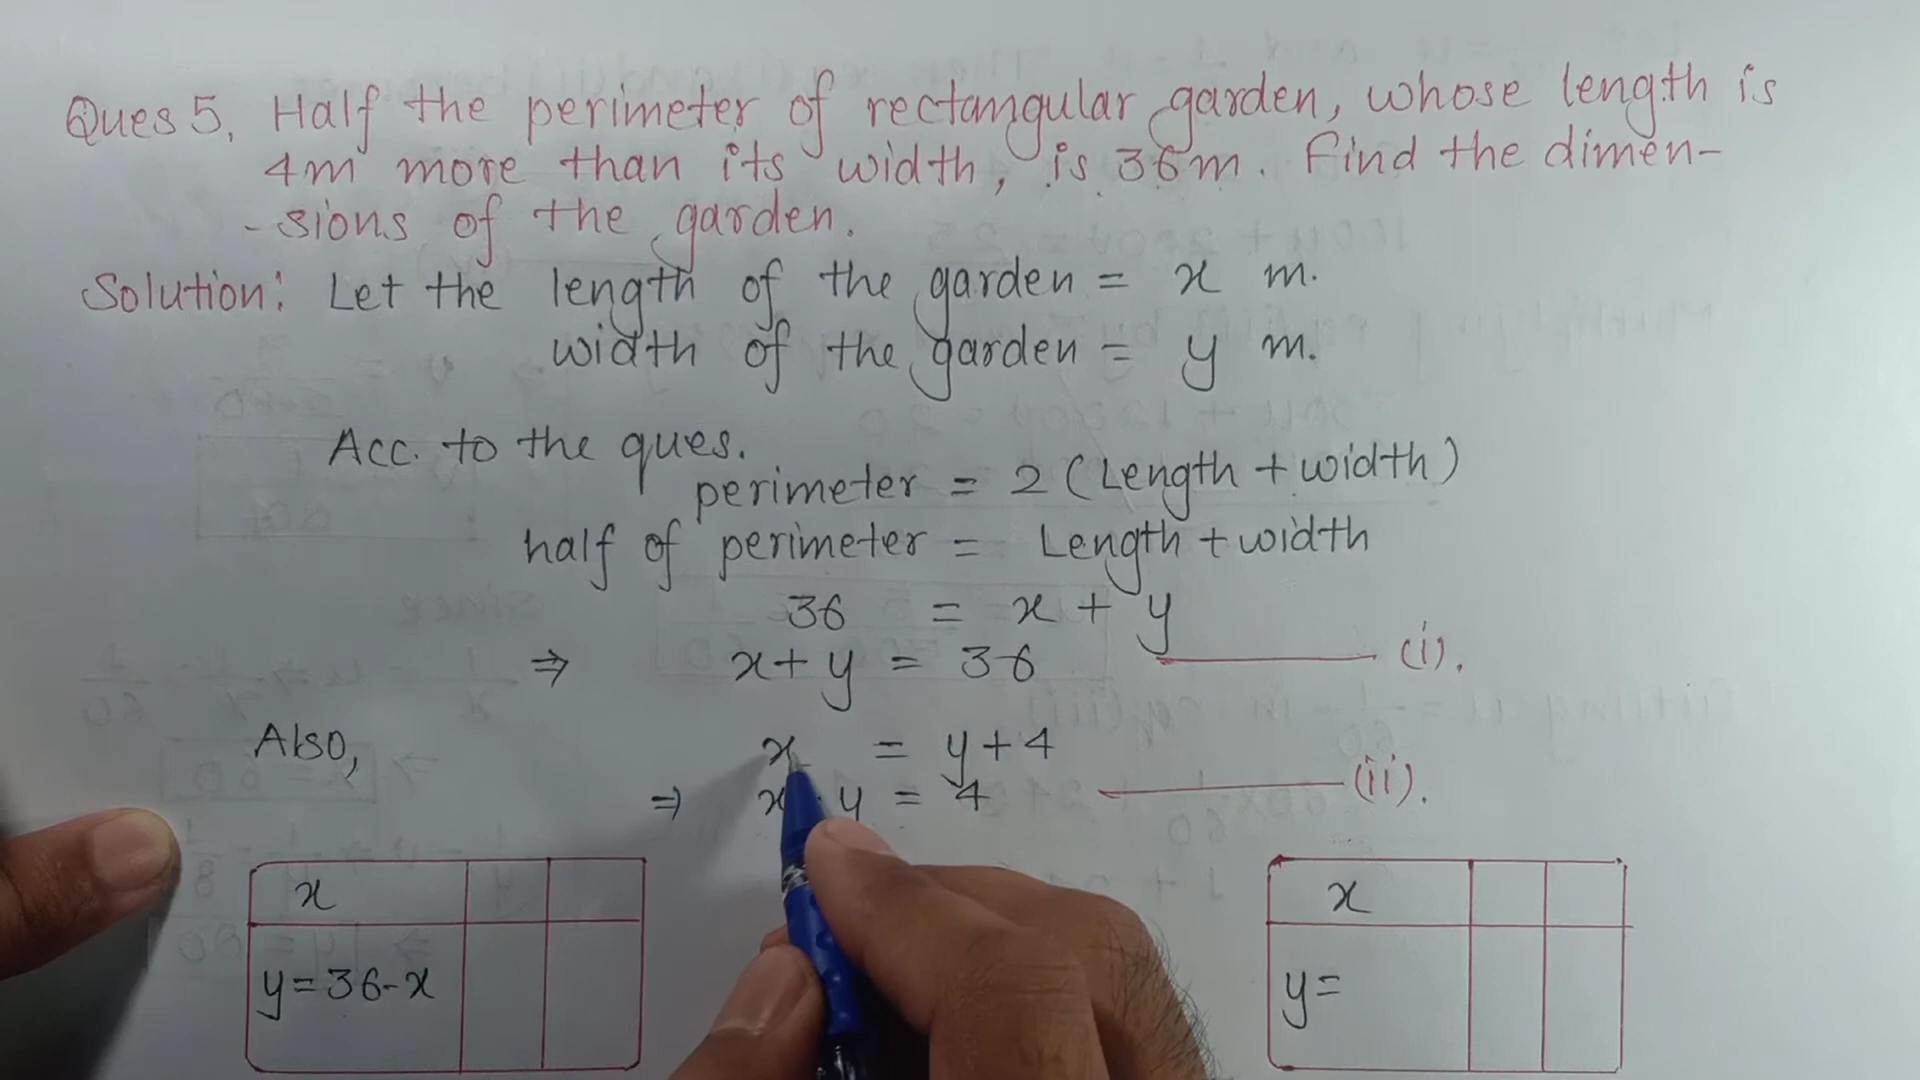 Ques 5. Half the perimeter of rectangular garden, whose length is
4m more than its width, is 36m. Find the dimen-
-sions of the garden.
Solution: Let the length of the garden = x m.
width of the garden = y m.
Acc. to the ques.
perimeter = 2 (Length + width)
half of perimeter = Length + width
36 = x + y
⇒ x + y = 36 (i).
Also, x = y + 4
⇒ x - y = 4 (ii).
x
y = 36 - x
x
y =